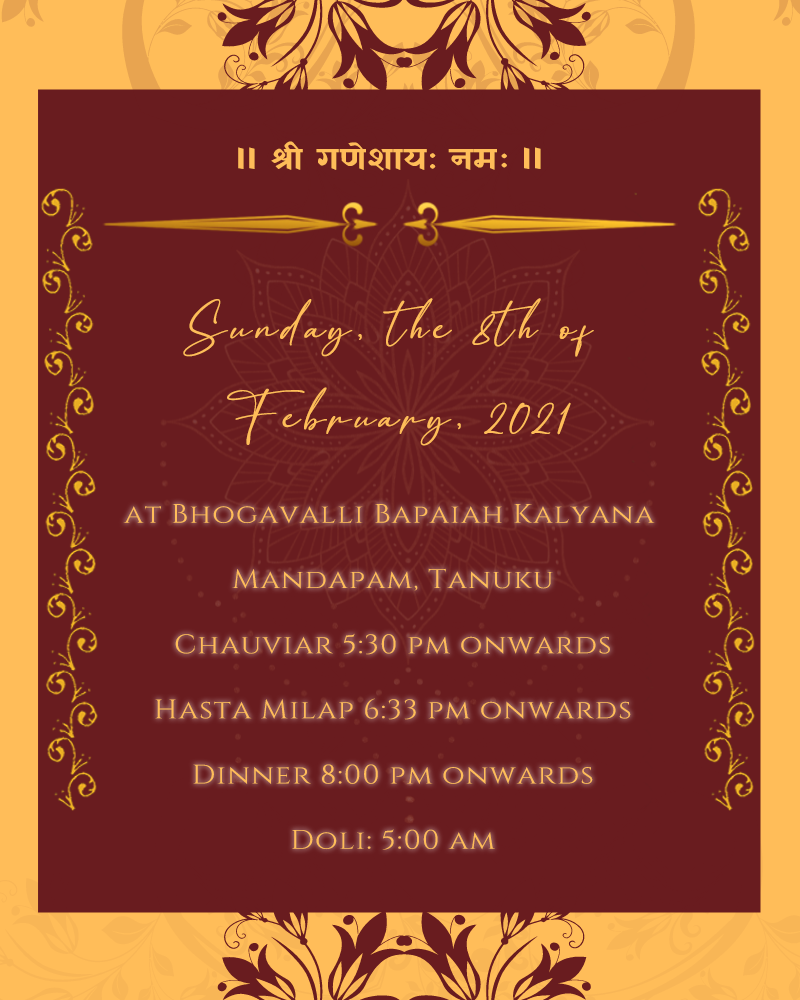 ॥ श्री गणेशायः नमः ॥
Sunday, the 8th of
February, 2021
at Bhogavalli Bapaiah Kalyana
Mandapam, Tanuku
Chauviar 5:30 pm onwards
Hasta Milap 6:33 pm onwards
Dinner 8:00 pm onwards
Doli: 5:00 am